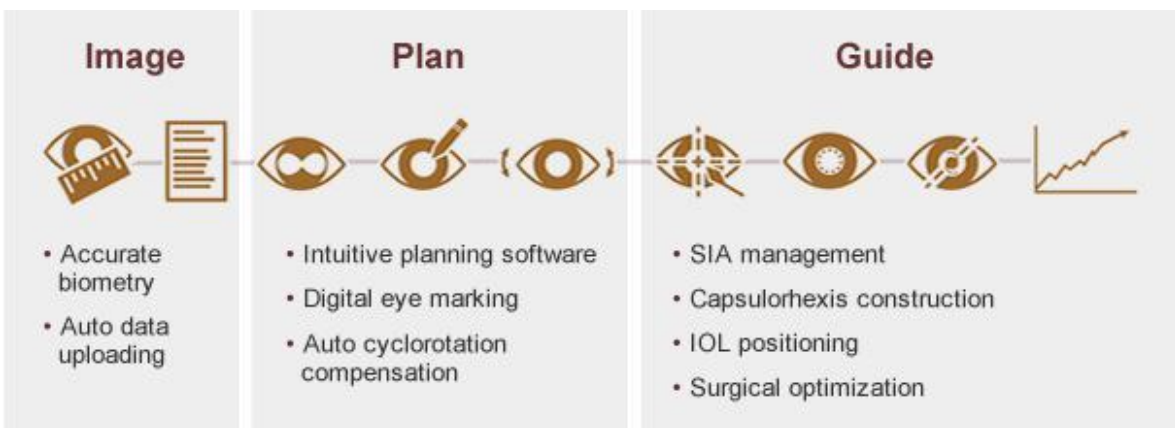 Image
• Accurate
biometry
• Auto data
uploading
Plan
• Intuitive planning software
• Digital eye marking
• Auto cyclorotation
compensation
Guide
• SIA management
• Capsulorhexis construction
• IOL positioning
• Surgical optimization